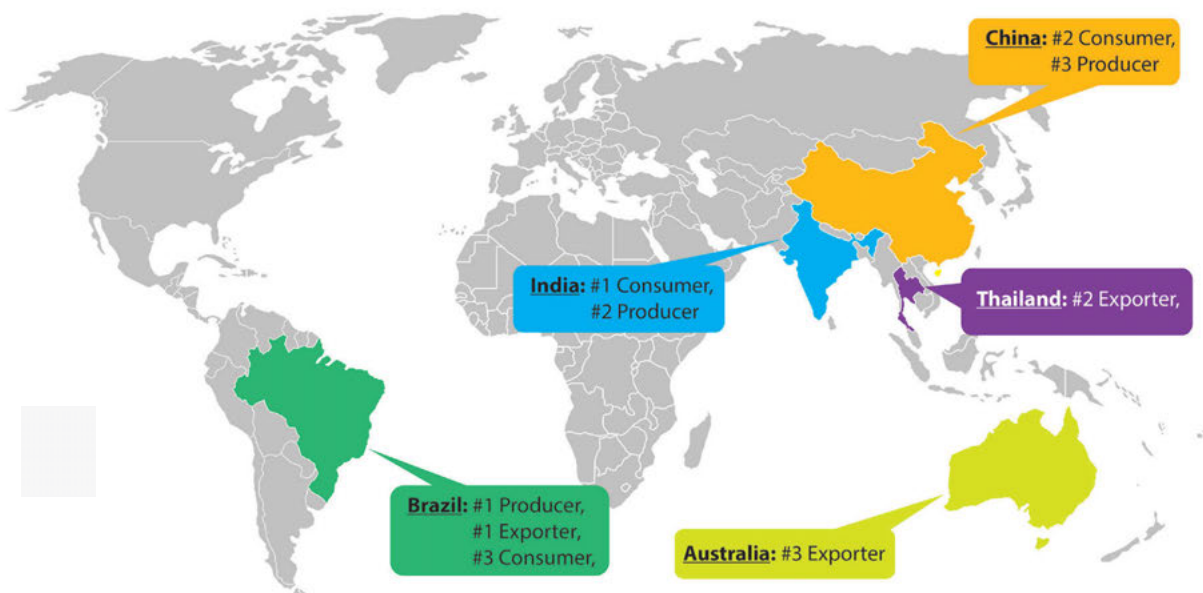 China: #2 Consumer,
#3 Producer
India: #1 Consumer,
#2 Producer
Thailand: #2 Exporter,
Brazil: #1 Producer,
#1 Exporter,
#3 Consumer,
Australia: #3 Exporter